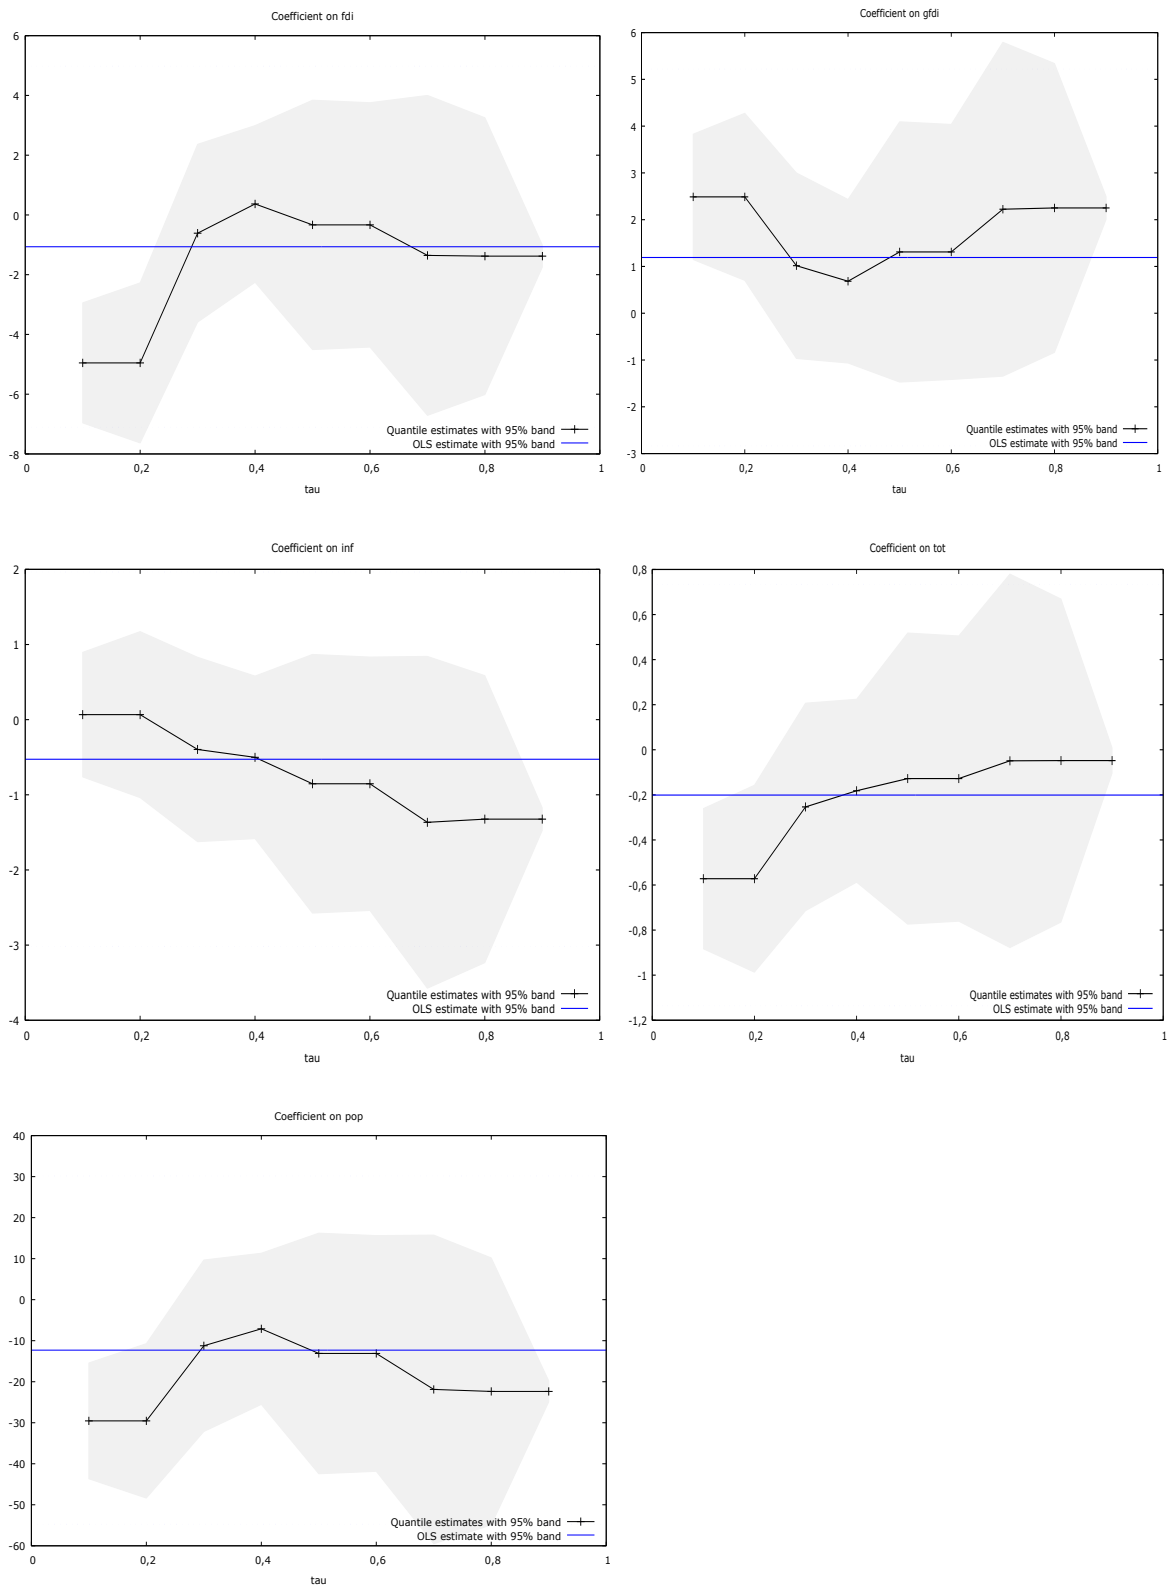 Coefficient on fdi
6
4
2
0
-2
-4
-6
-8
Quantile estimates with 95% band
OLS estimate with 95% band
0 0,2 0,4 0,6 0,8 1
tau
Coefficient on gfdi
6
5
4
3
2
1
0
-1
-2
-3
Quantile estimates with 95% band
OLS estimate with 95% band
0 0,2 0,4 0,6 0,8 1
tau
Coefficient on inf
2
1
0
-1
-2
-3
-4
Quantile estimates with 95% band
OLS estimate with 95% band
0 0,2 0,4 0,6 0,8 1
tau
Coefficient on tot
0,8
0,6
0,4
0,2
0
-0,2
-0,4
-0,6
-0,8
-1
-1,2
Quantile estimates with 95% band
OLS estimate with 95% band
0 0,2 0,4 0,6 0,8 1
tau
Coefficient on pop
40
30
20
10
0
-10
-20
-30
-40
-50
-60
Quantile estimates with 95% band
OLS estimate with 95% band
0 0,2 0,4 0,6 0,8 1
tau